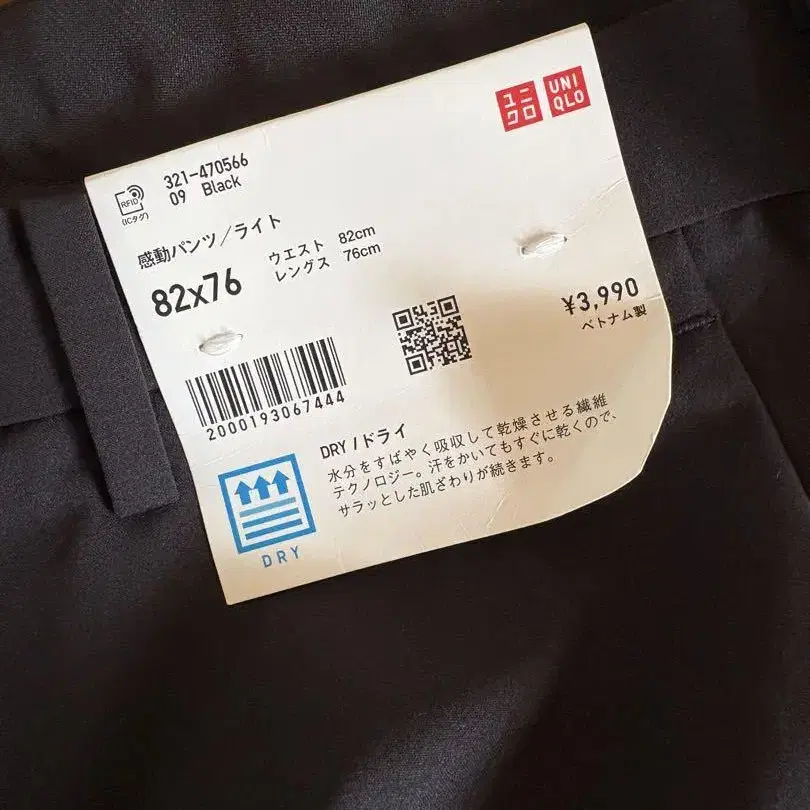 ユニクロ
UNIQLO
RFID
(ICタグ)
321-470566
09 Black
感動パンツ/ライト
82x76
ウエスト 82cm
レングス 76cm
¥3,990
ベトナム製
2000193067444
DRY/ドライ
水分をすばやく吸収して乾燥させる繊維
テクノロジー。汗をかいてもすぐに乾くので、
サラッとした肌ざわりが続きます。
DRY